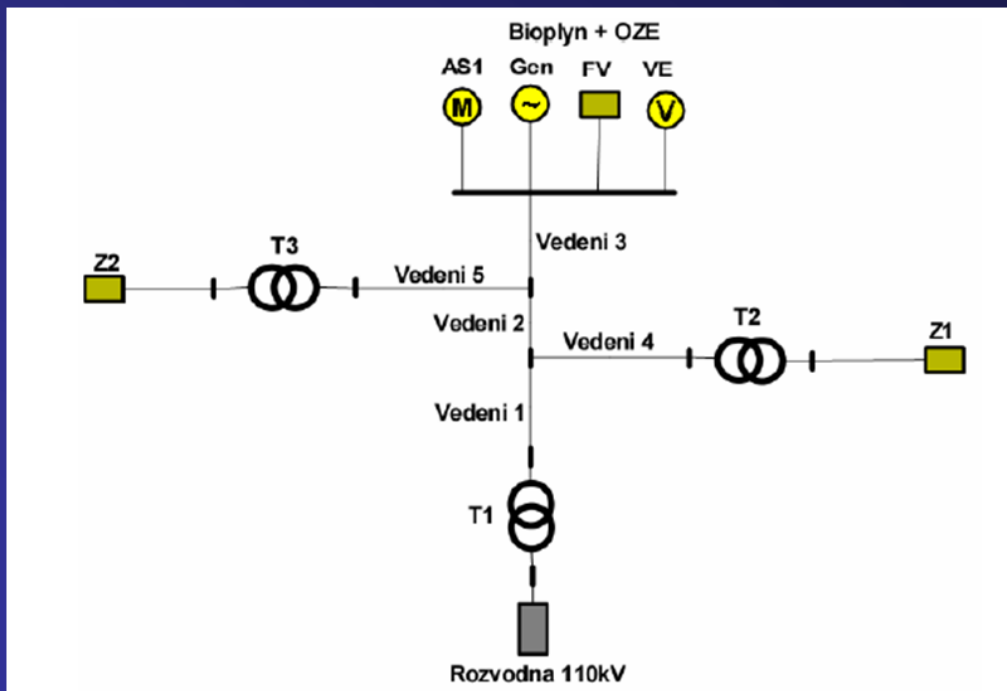 Bioplyn + OZE
AS1 Gen FV VE
M ~ V
Vedeni 3
T3
Z2
Vedeni 5
Vedeni 2
T2
Z1
Vedeni 4
Vedeni 1
T1
Rozvodna 110kV